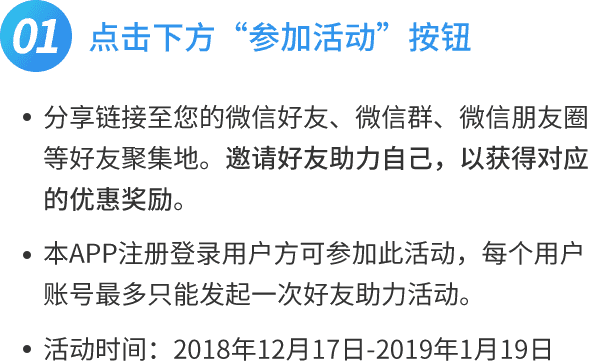 01 点击下方“参加活动”按钮
• 分享链接至您的微信好友、微信群、微信朋友圈
等好友聚集地。邀请好友助力自己，以获得对应
的优惠奖励。
• 本APP注册登录用户方可参加此活动，每个用户
账号最多只能发起一次好友助力活动。
• 活动时间：2018年12月17日-2019年1月19日